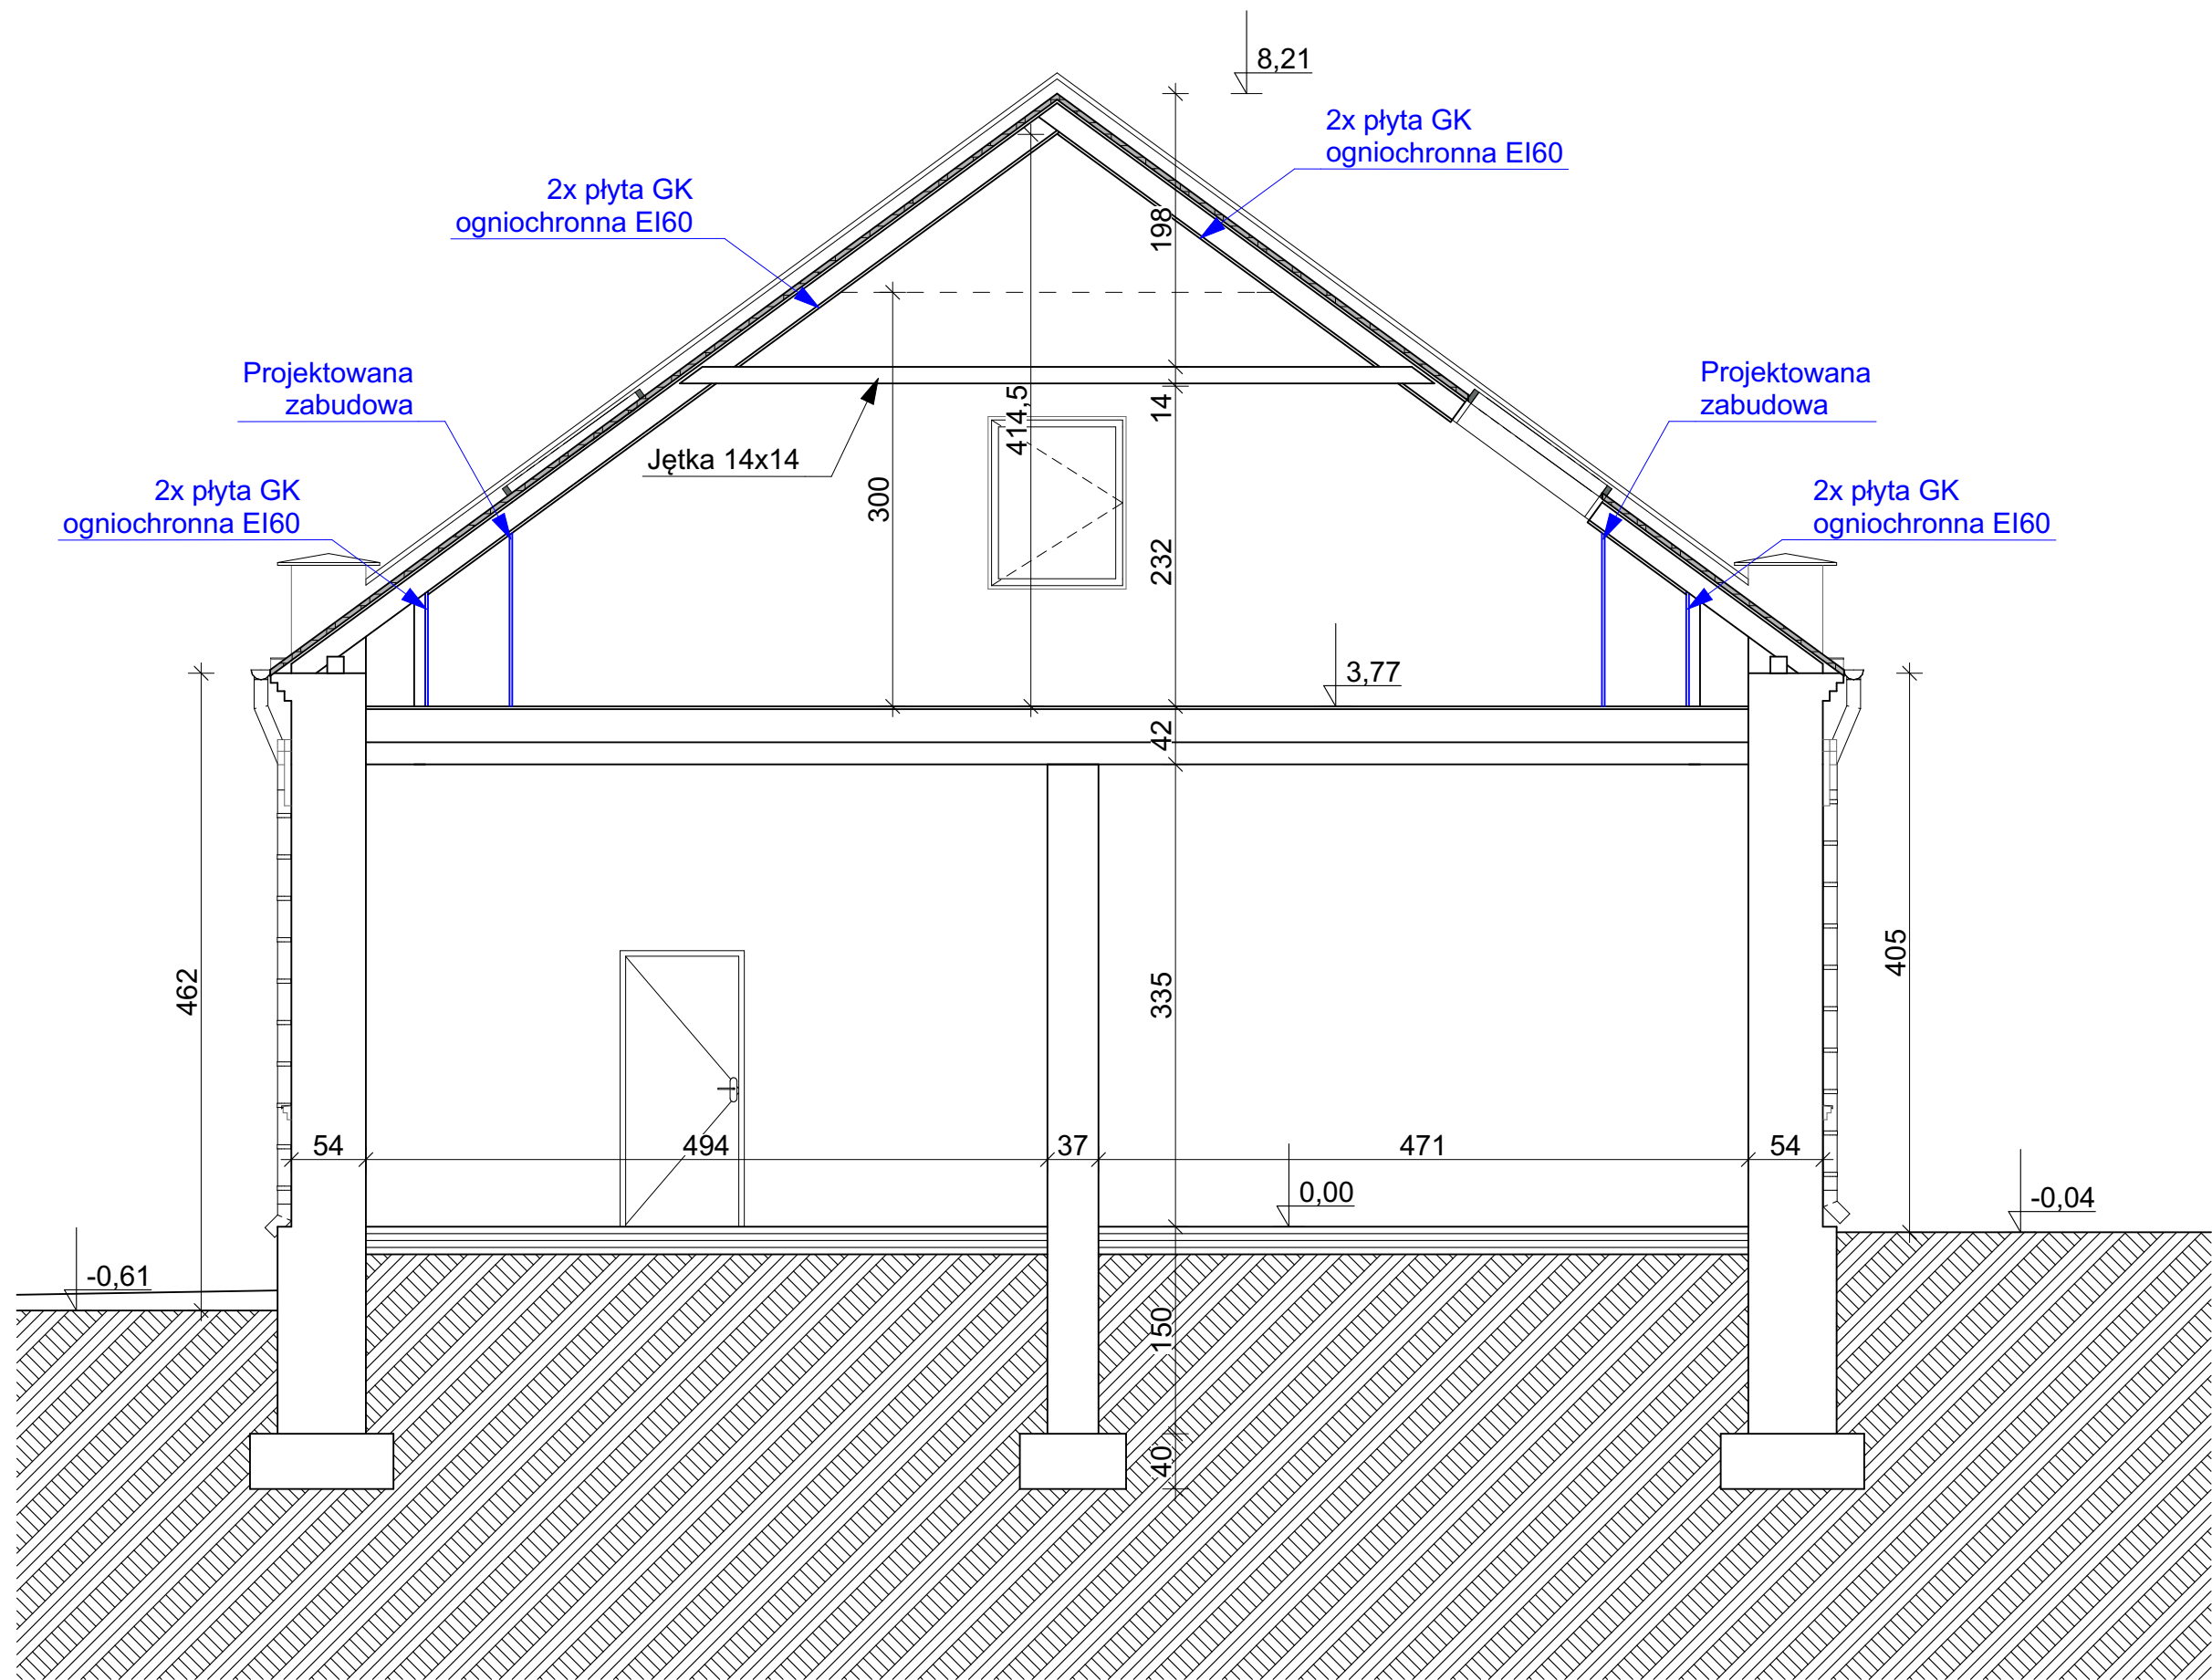 8,21
2x płyta GK
ogniochronna EI60
2x płyta GK
ogniochronna EI60
198
Projektowana
zabudowa
Projektowana
zabudowa
414,5
14
Jętka 14x14
300
2x płyta GK
ogniochronna EI60
2x płyta GK
ogniochronna EI60
232
3,77
42
462
335
405
54
494
37
471
54
0,00
-0,04
-0,61
150
40